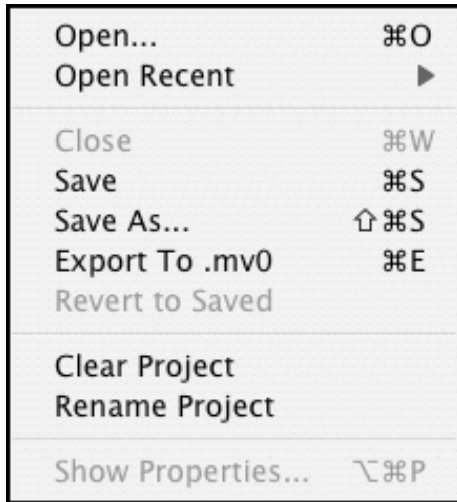 Open... ⌘O
Open Recent ▶
Close ⌘W
Save ⌘S
Save As... ⇧⌘S
Export To .mv0 ⌘E
Revert to Saved
Clear Project
Rename Project
Show Properties... ⌥⌘P